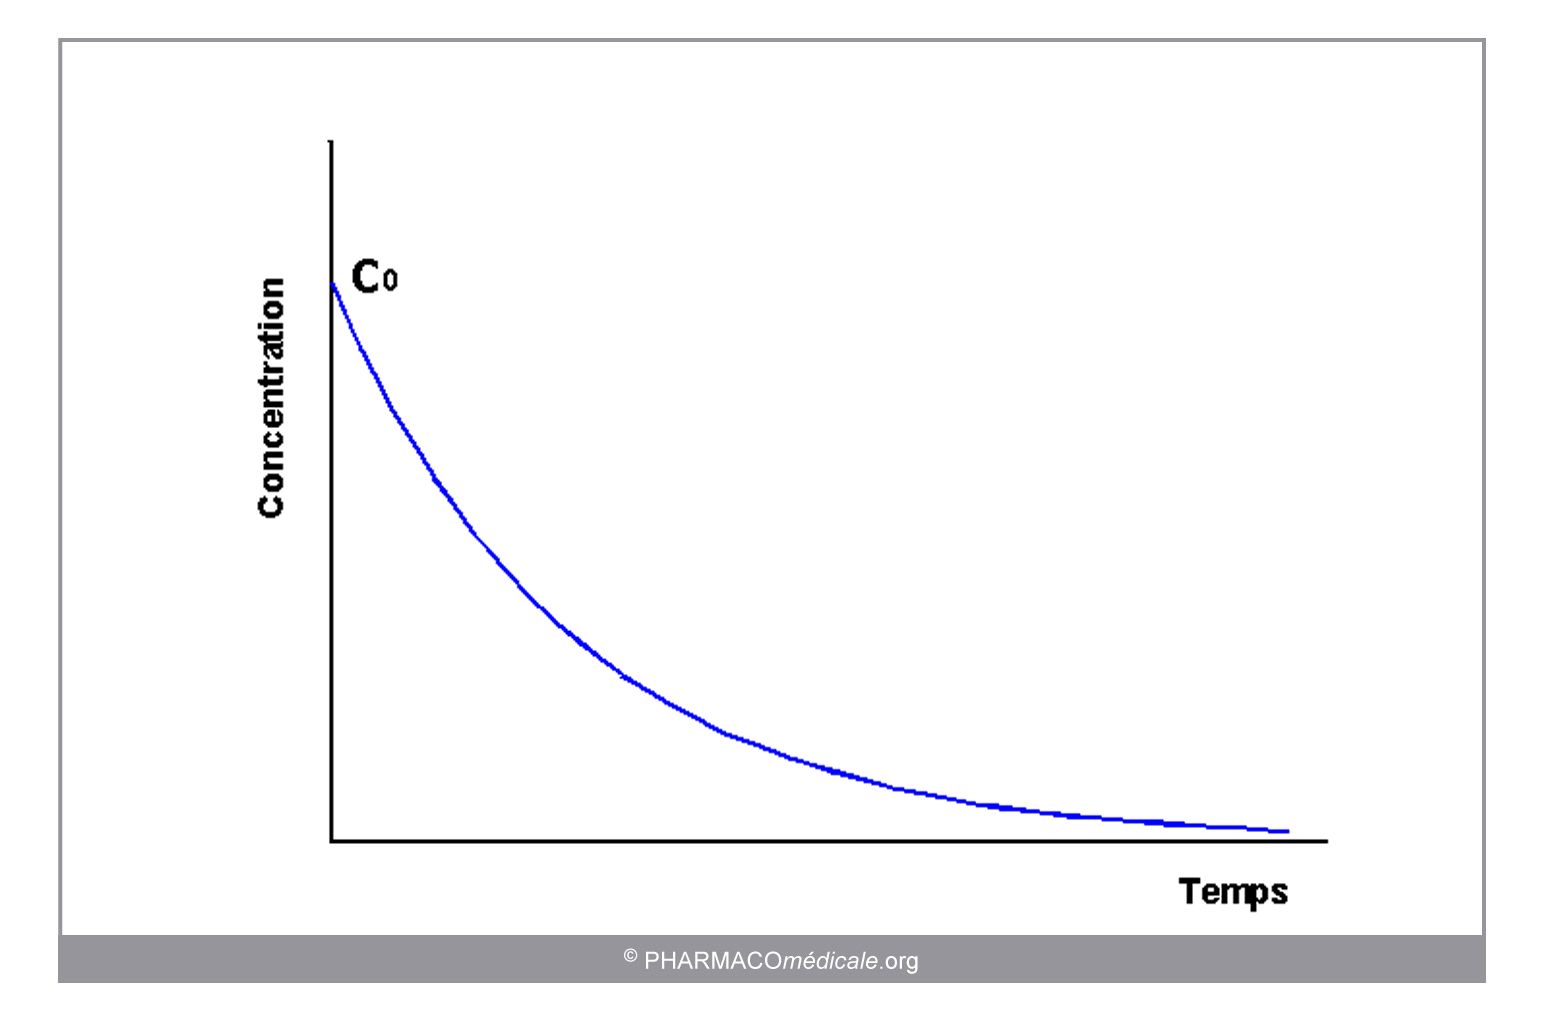 C0
Concentration
Temps
© PHARMACOmédicale.org